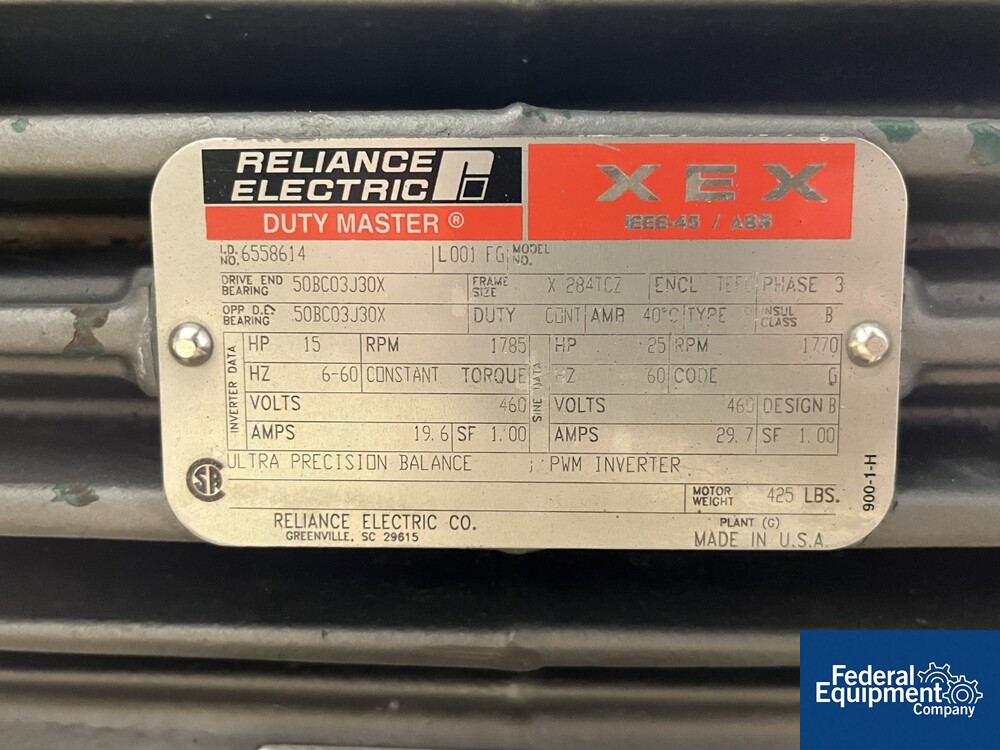 RELIANCE ELECTRIC
DUTY MASTER ®
XEX
IEEE-45 / ABS
I.D. NO. 6558614 L001 FG MODEL NO.
DRIVE END BEARING 50BC03J30X FRAME SIZE X 284TCZ ENCL TEFC PHASE 3
OPP D.E. BEARING 50BC03J30X DUTY CONT AMB 40°C TYPE INSUL CLASS B
INVERTER DATA
HP 15 RPM 1785
HZ 6-60 CONSTANT TORQUE
VOLTS 460
AMPS 19.6 SF 1.00
SINE DATA
HP 25 RPM 1770
HZ 60 CODE G
VOLTS 460 DESIGN B
AMPS 29.7 SF 1.00
SA
ULTRA PRECISION BALANCE ; PWM INVERTER
MOTOR WEIGHT 425 LBS.
RELIANCE ELECTRIC CO.
GREENVILLE, SC 29615
PLANT (G)
MADE IN U.S.A.
900-1-H
Federal
Equipment
Company